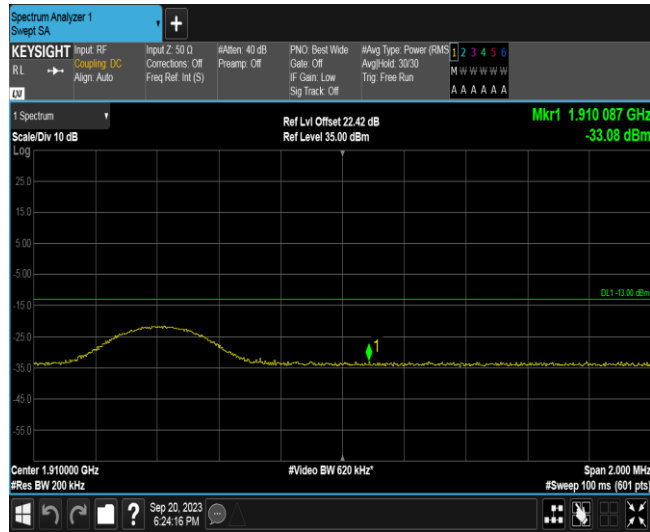 Spectrum Analyzer 1
Swept SA
KEYSIGHT
RL
LXI
Input: RF
Coupling: DC
Align: Auto
Input Z: 50 Ω
Corrections: Off
Freq Ref: Int (S)
#Atten: 40 dB
Preamp: Off
PNO: Best Wide
Gate: Off
IF Gain: Low
Sig Track: Off
#Avg Type: Power (RMS
Avg|Hold: 30/30
Trig: Free Run
1 2 3 4 5 6
M W W W W W
A A A A A A
1 Spectrum
Scale/Div 10 dB
Log
Ref Lvl Offset 22.42 dB
Ref Level 35.00 dBm
Mkr1 1.910 087 GHz
-33.08 dBm
25.0
15.0
5.00
-5.00
DL1 -13.00 dBm
-15.0
-25.0
1
-35.0
-45.0
-55.0
Center 1.910000 GHz
#Video BW 620 kHz*
Span 2.000 MHz
#Res BW 200 kHz
#Sweep 100 ms (601 pts)
?
Sep 20, 2023
6:24:16 PM